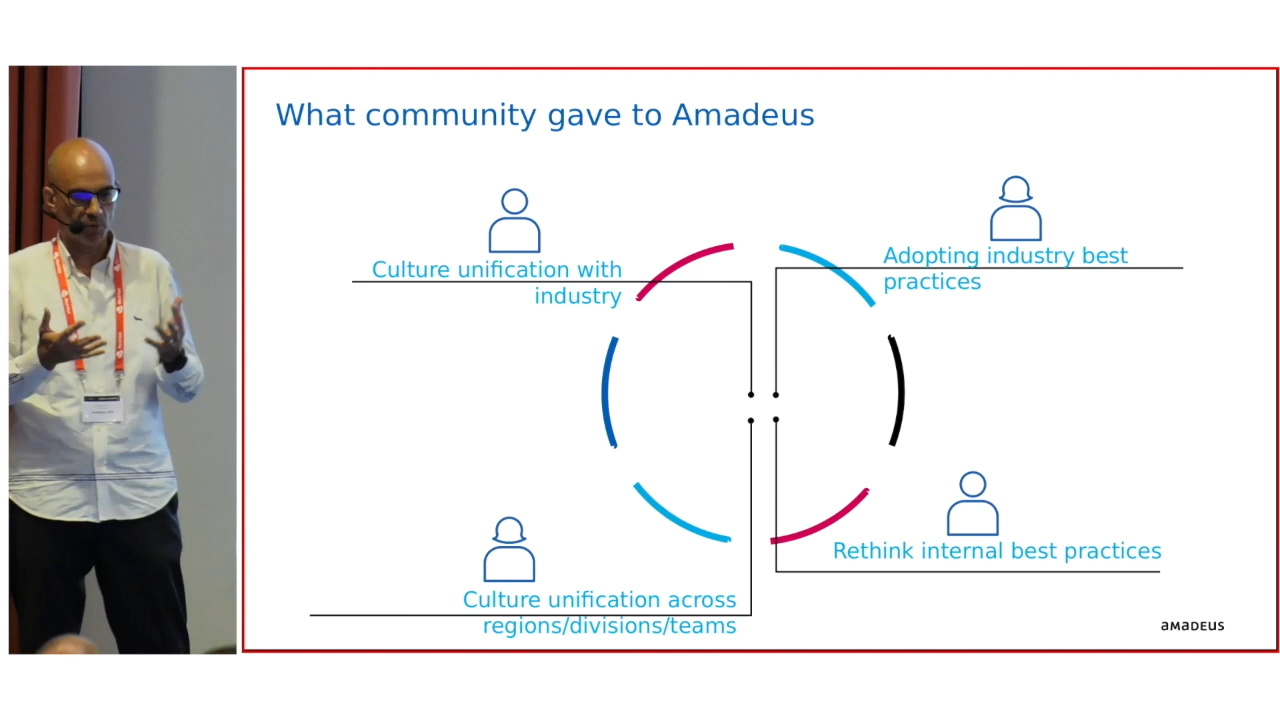 What community gave to Amadeus
Culture unification with
industry
Adopting industry best
practices
Rethink internal best practices
Culture unification across
regions/divisions/teams
amadeus